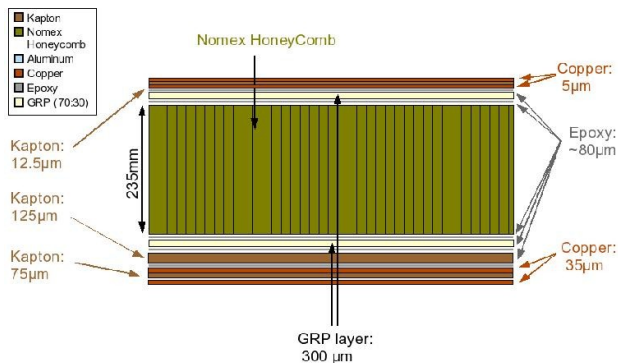 Kapton
Nomex
Honeycomb
Aluminum
Copper
Epoxy
GRP (70:30)
Nomex HoneyComb
Copper:
5µm
Kapton:
12.5µm
235mm
Epoxy:
~80µm
Kapton:
125µm
Kapton:
75µm
Copper:
35µm
GRP layer:
300 µm